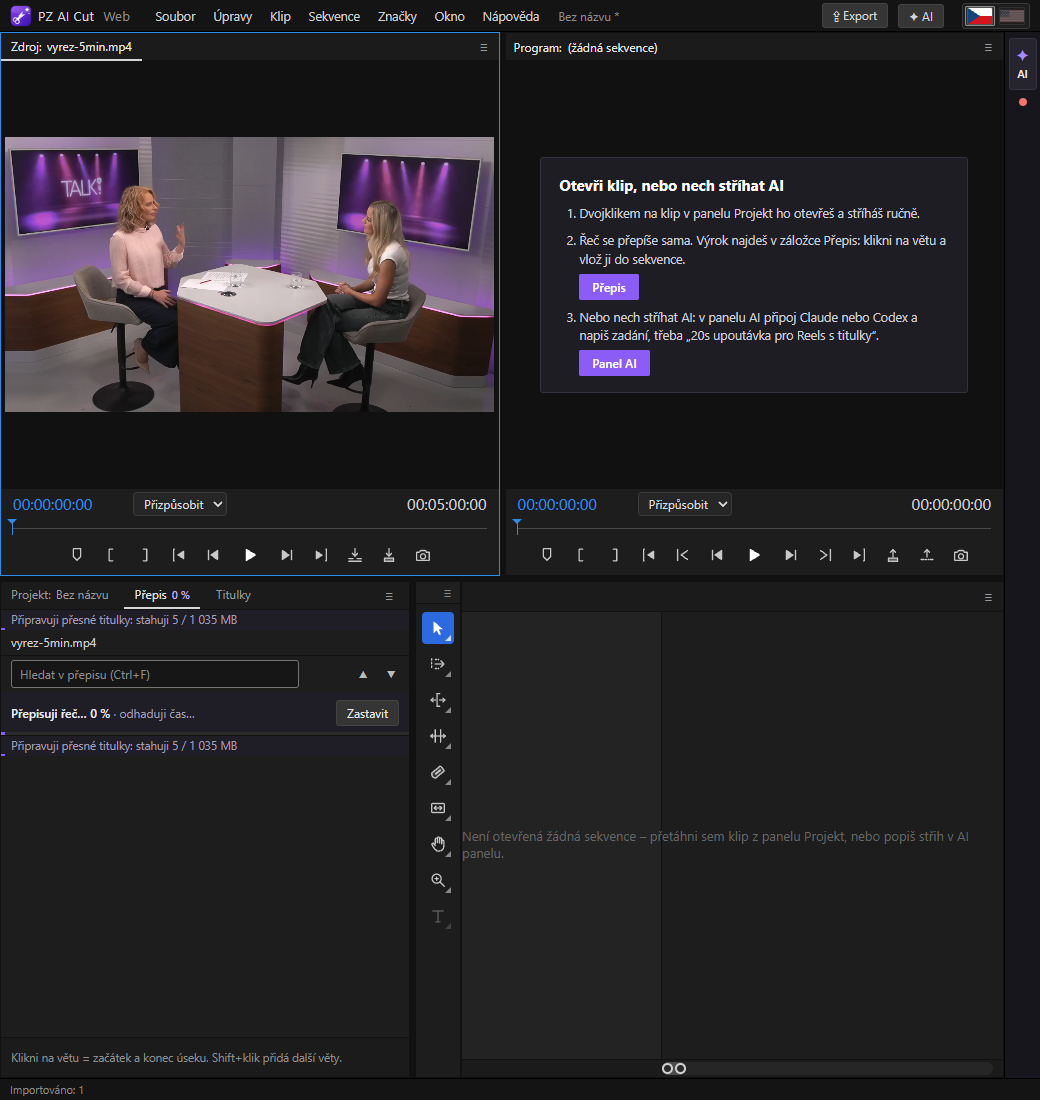 PZ AI Cut Web Soubor Úpravy Klip Sekvence Značky Okno Nápověda Bez názvu * Export AI
Zdroj: vyrez-5min.mp4
Program: (žádná sekvence)
AI
TALK!
Otevři klip, nebo nech stříhat AI
1. Dvojklikem na klip v panelu Projekt ho otevřeš a stříháš ručně.
2. Řeč se přepíše sama. Výrok najdeš v záložce Přepis: klikni na větu a
vlož ji do sekvence.
Přepis
3. Nebo nech stříhat AI: v panelu AI připoj Claude nebo Codex a
napiš zadání, třeba „20s upoutávka pro Reels s titulky“.
Panel AI
00:00:00:00 Přizpůsobit 00:05:00:00
00:00:00:00 Přizpůsobit 00:00:00:00
Projekt: Bez názvu Přepis 0 % Titulky
Připravuji přesné titulky: stahuji 5 / 1 035 MB
vyrez-5min.mp4
Hledat v přepisu (Ctrl+F)
Přepisuji řeč... 0 % · odhaduji čas... Zastavit
Připravuji přesné titulky: stahuji 5 / 1 035 MB
Není otevřená žádná sekvence – přetáhni sem klip z panelu Projekt, nebo popiš střih v AI
panelu.
Klikni na větu = začátek a konec úseku. Shift+klik přidá další věty.
Importováno: 1